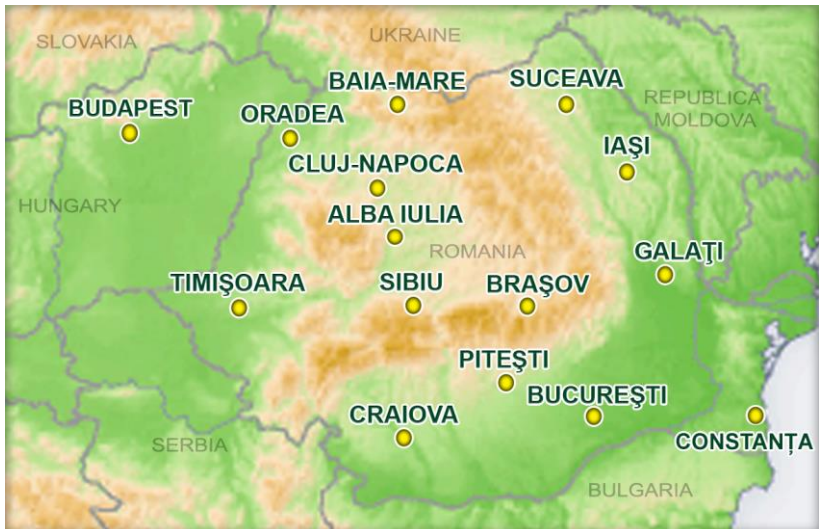 SLOVAKIA
UKRAINE
BAIA-MARE
SUCEAVA
BUDAPEST
ORADEA
REPUBLICA
MOLDOVA
IAŞI
CLUJ-NAPOCA
HUNGARY
ALBA IULIA
ROMANIA
GALAŢI
TIMIŞOARA
SIBIU
BRAŞOV
PITEŞTI
BUCUREŞTI
CRAIOVA
CONSTANȚA
SERBIA
BULGARIA